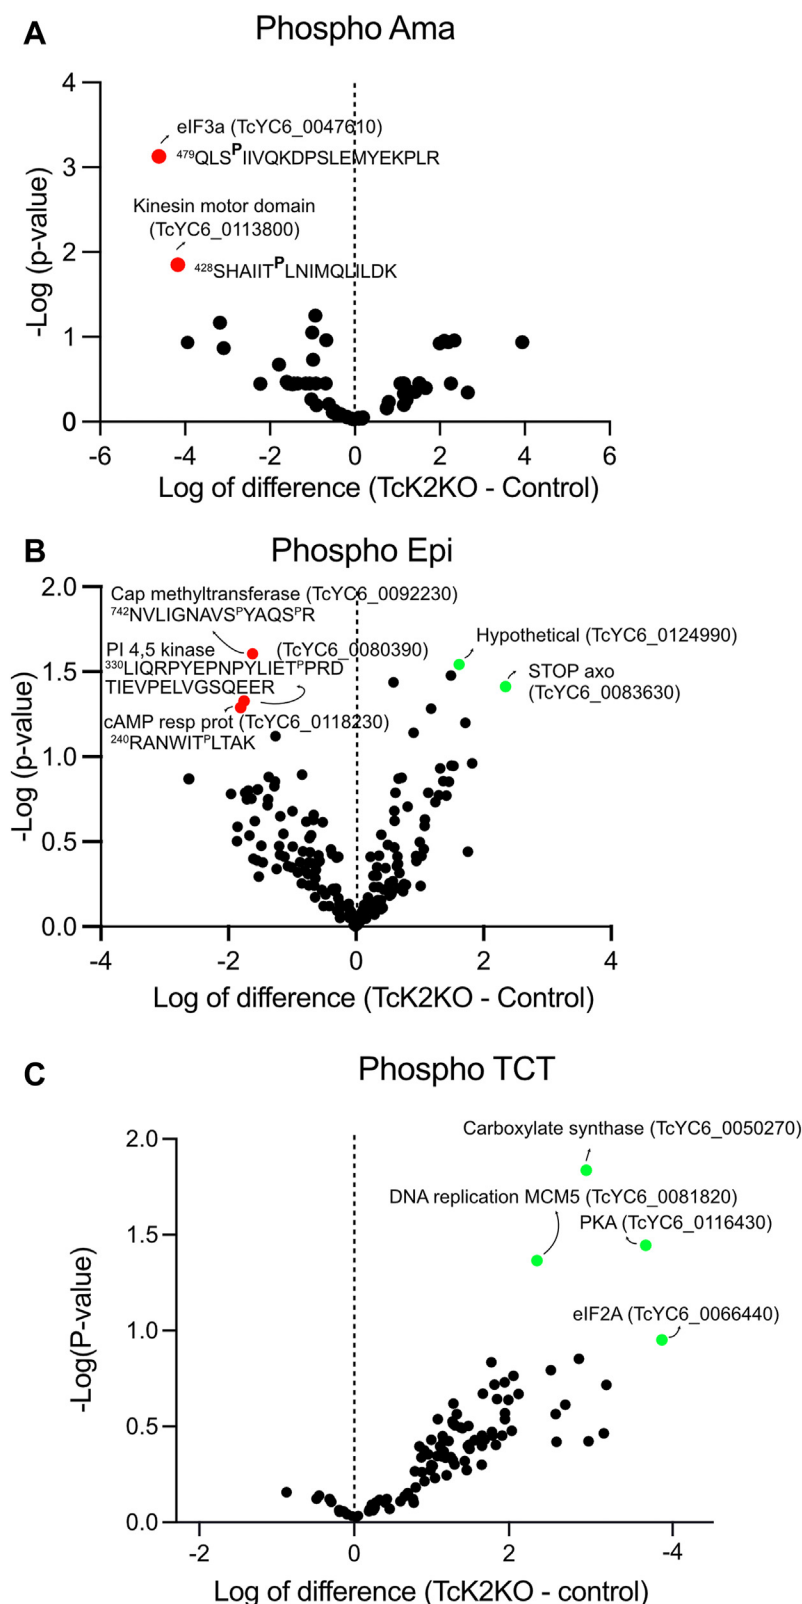 A
Phospho Ama
4
eIF3a (TcYC6_0047610)
3
⁴⁷⁹QLSᴾIIVQKDPSLEMYEKPLR
Kinesin motor domain
(TcYC6_0113800)
2
⁴²⁸SHAIITᴾLNIMQLILDK
-Log (p-value)
1
0
-6 -4 -2 0 2 4 6
Log of difference (TcK2KO - Control)
B
Phospho Epi
2.0
Cap methyltransferase (TcYC6_0092230)
⁷⁴²NVLIGNAVSᴾYAQSᴾR
Hypothetical (TcYC6_0124990)
PI 4,5 kinase (TcYC6_0080390)
³³⁰LIQRPYEPNPYLIETᴾPRD
1.5
STOP axo
TIEVPELVGSQEER
(TcYC6_0083630)
cAMP resp prot (TcYC6_0118230)
²⁴⁰RANWITᴾLTAK
-Log (p-value)
1.0
0.5
0.0
-4 -2 0 2 4
Log of difference (TcK2KO - Control)
C
Phospho TCT
Carboxylate synthase (TcYC6_0050270)
2.0
DNA replication MCM5 (TcYC6_0081820)
PKA (TcYC6_0116430)
1.5
eIF2A (TcYC6_0066440)
1.0
-Log(P-value)
0.5
0.0
-2 0 2 -4
Log of difference (TcK2KO - control)